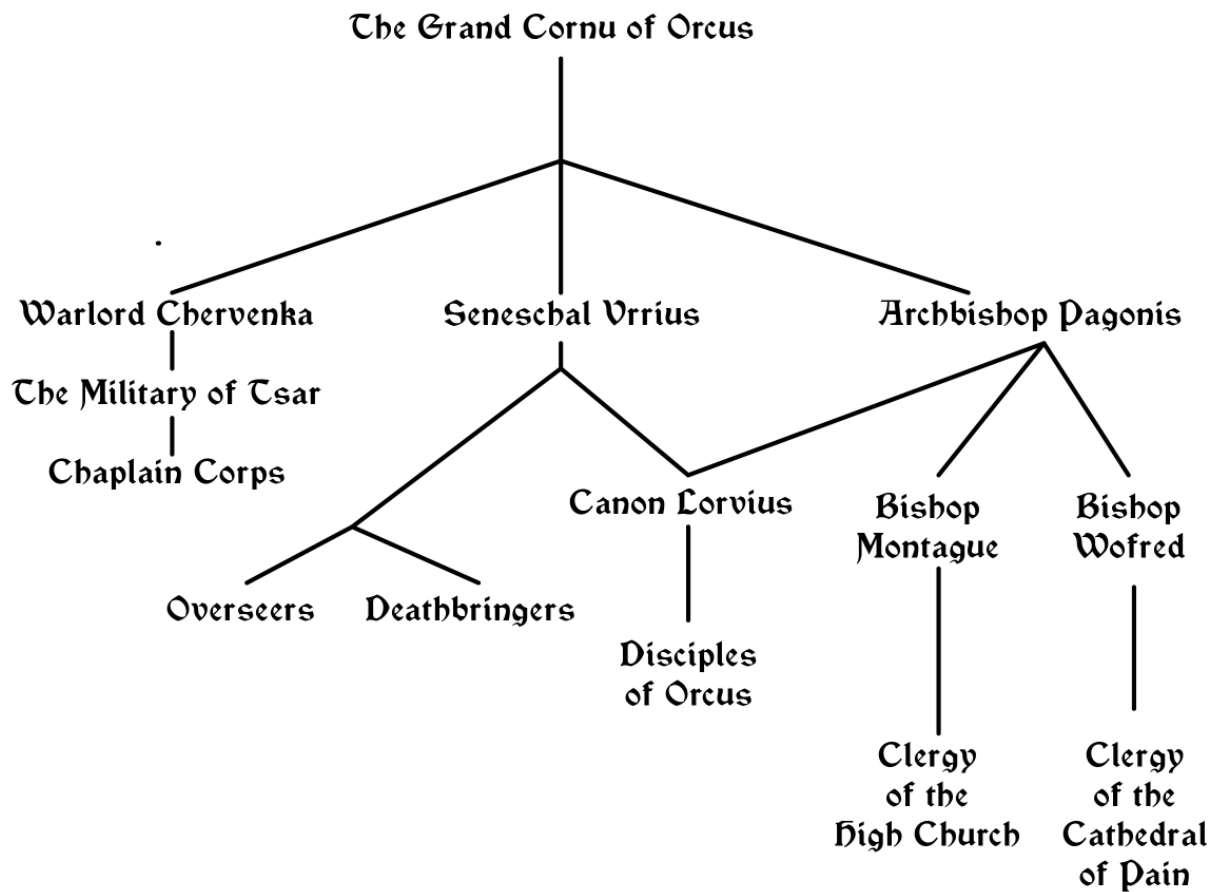 The Grand Cornu of Orcus
Warlord Chervenka
Seneschal Vrrius
Archbishop Pagonis
The Military of Tsar
Chaplain Corps
Canon Lorvius
Bishop
Montague
Bishop
Wofred
Overseers
Deathbringers
Disciples
of Orcus
Clergy
of the
High Church
Clergy
of the
Cathedral
of Pain